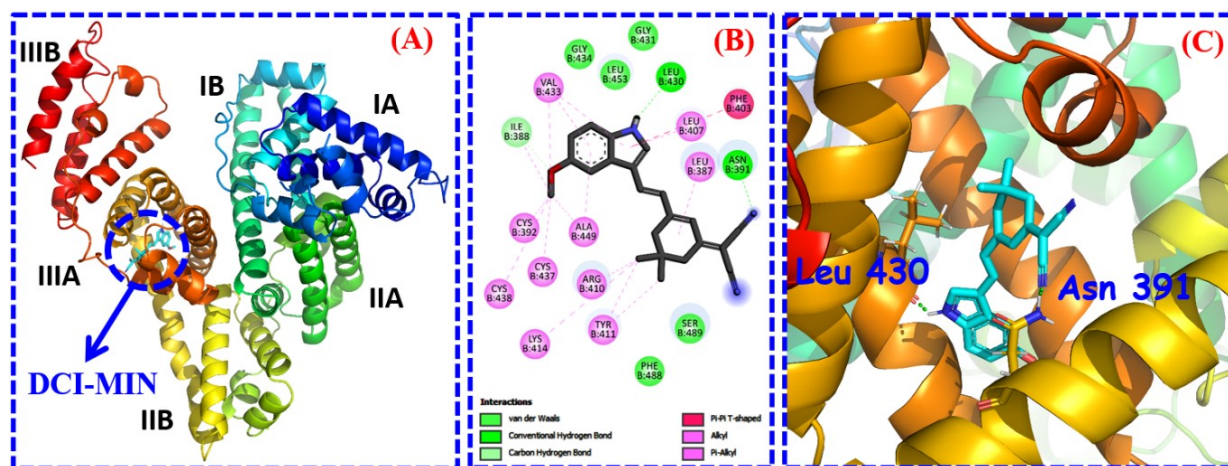 (A)
IIIB
IB
IA
IIIA
IIA
DCI-MIN
IIB
(B)
GLY
B:431
GLY
B:434
LEU
B:453
LEU
B:430
VAL
B:433
PHE
B:403
ILE
B:388
LEU
B:407
LEU
B:387
ASN
B:391
N
H
CYS
B:392
ALA
B:449
CYS
B:437
ARG
B:410
CYS
B:438
TYR
B:411
SER
B:489
LYS
B:414
PHE
B:488
Interactions
van der Waals
Conventional Hydrogen Bond
Carbon Hydrogen Bond
Pi-Pi T-shaped
Alkyl
Pi-Alkyl
(C)
Leu 430
Asn 391